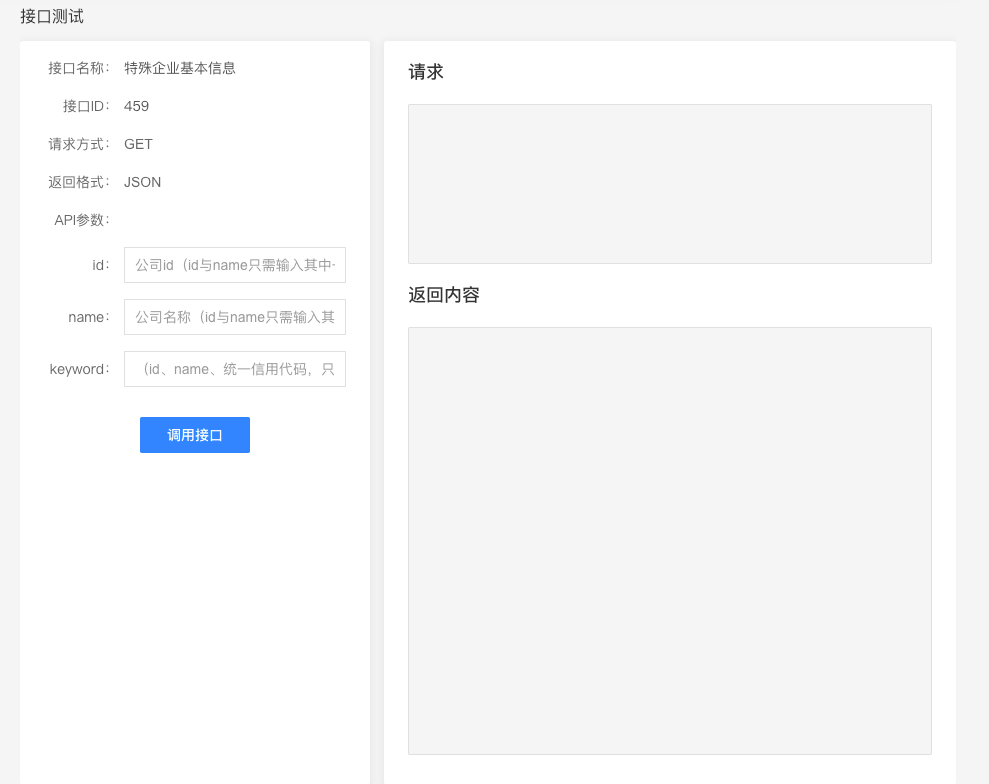 接口测试
接口名称： 特殊企业基本信息
接口ID： 459
请求方式： GET
返回格式： JSON
API参数：
id： 公司id（id与name只需输入其中
name： 公司名称（id与name只需输入其
keyword： （id、name、统一信用代码，只
调用接口
请求
返回内容